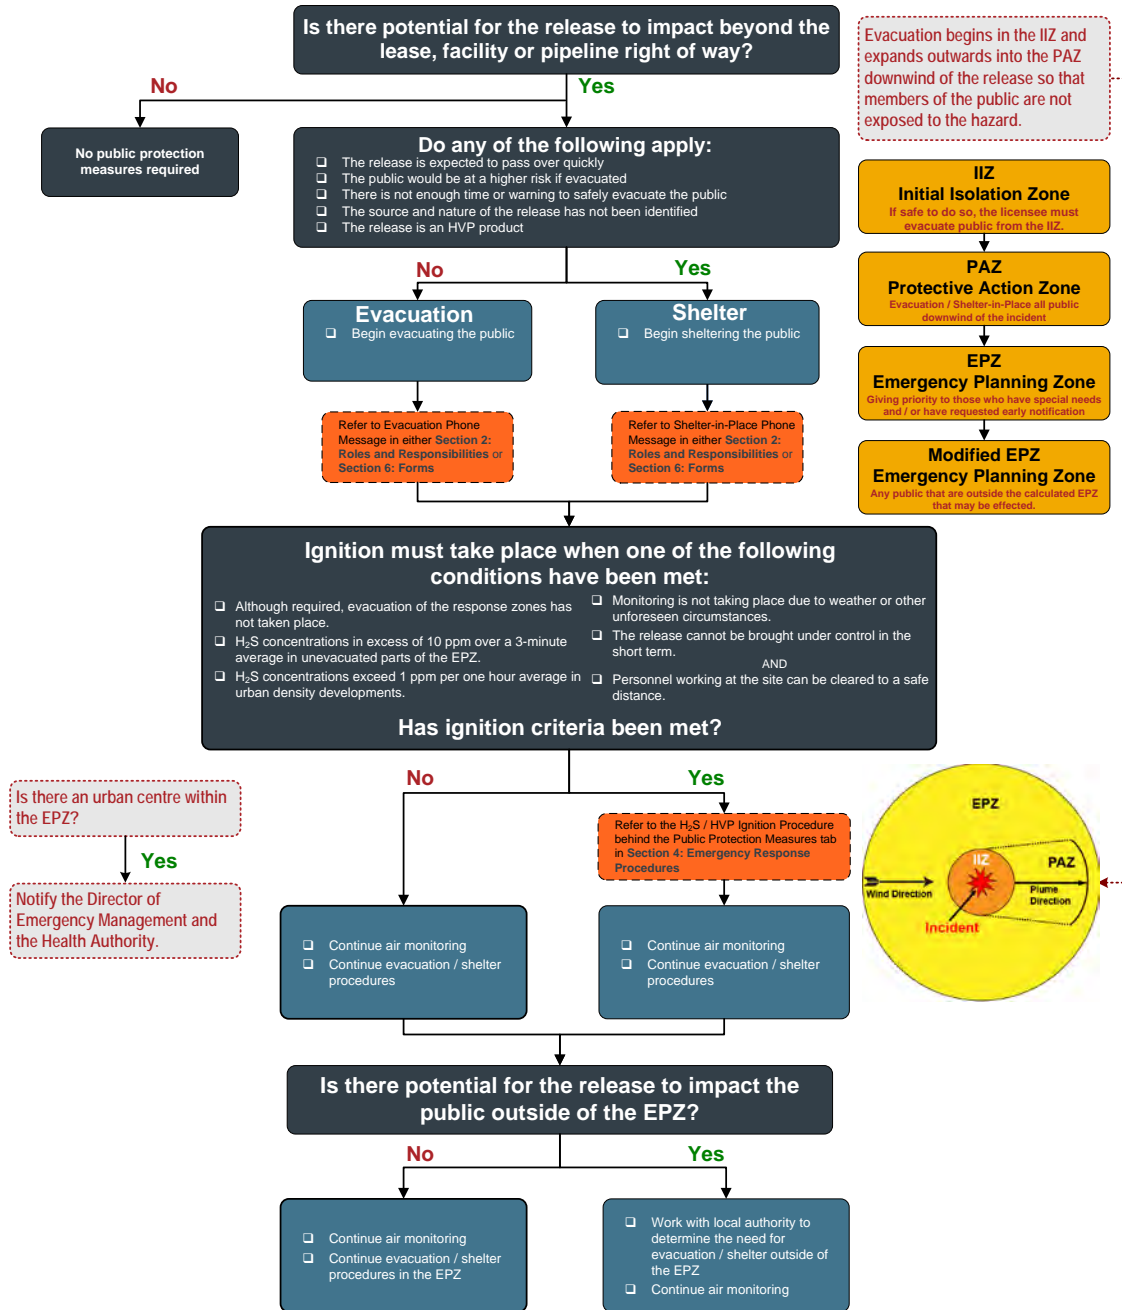 Is there potential for the release to impact beyond the
lease, facility or pipeline right of way?
Evacuation begins in the IIZ and
expands outwards into the PAZ
downwind of the release so that
members of the public are not
exposed to the hazard.
No
Yes
No public protection
measures required
Do any of the following apply:
❑ The release is expected to pass over quickly
❑ The public would be at a higher risk if evacuated
❑ There is not enough time or warning to safely evacuate the public
❑ The source and nature of the release has not been identified
❑ The release is an HVP product
IIZ
Initial Isolation Zone
If safe to do so, the licensee must
evacuate public from the IIZ.
PAZ
Protective Action Zone
Evacuation / Shelter-in-Place all public
downwind of the incident
EPZ
Emergency Planning Zone
Giving priority to those who have special needs
and / or have requested early notification
Modified EPZ
Emergency Planning Zone
Any public that are outside the calculated EPZ
that may be effected.
No
Yes
Evacuation
❑ Begin evacuating the public
Shelter
❑ Begin sheltering the public
Refer to Evacuation Phone
Message in either Section 2:
Roles and Responsibilities or
Section 6: Forms
Refer to Shelter-in-Place Phone
Message in either Section 2:
Roles and Responsibilities or
Section 6: Forms
Ignition must take place when one of the following
conditions have been met:
❑ Although required, evacuation of the response zones has
not taken place.
❑ H₂S concentrations in excess of 10 ppm over a 3-minute
average in unevacuated parts of the EPZ.
❑ H₂S concentrations exceed 1 ppm per one hour average in
urban density developments.
❑ Monitoring is not taking place due to weather or other
unforeseen circumstances.
❑ The release cannot be brought under control in the
short term.
AND
❑ Personnel working at the site can be cleared to a safe
distance.
Has ignition criteria been met?
No
Yes
Is there an urban centre within
the EPZ?
Yes
Notify the Director of
Emergency Management and
the Health Authority.
Refer to the H₂S / HVP Ignition Procedure
behind the Public Protection Measures tab
in Section 4: Emergency Response
Procedures
EPZ
IIZ
PAZ
Wind Direction
Plume
Direction
Incident
❑ Continue air monitoring
❑ Continue evacuation / shelter
procedures
❑ Continue air monitoring
❑ Continue evacuation / shelter
procedures
Is there potential for the release to impact the
public outside of the EPZ?
No
Yes
❑ Continue air monitoring
❑ Continue evacuation / shelter
procedures in the EPZ
❑ Work with local authority to
determine the need for
evacuation / shelter outside of
the EPZ
❑ Continue air monitoring